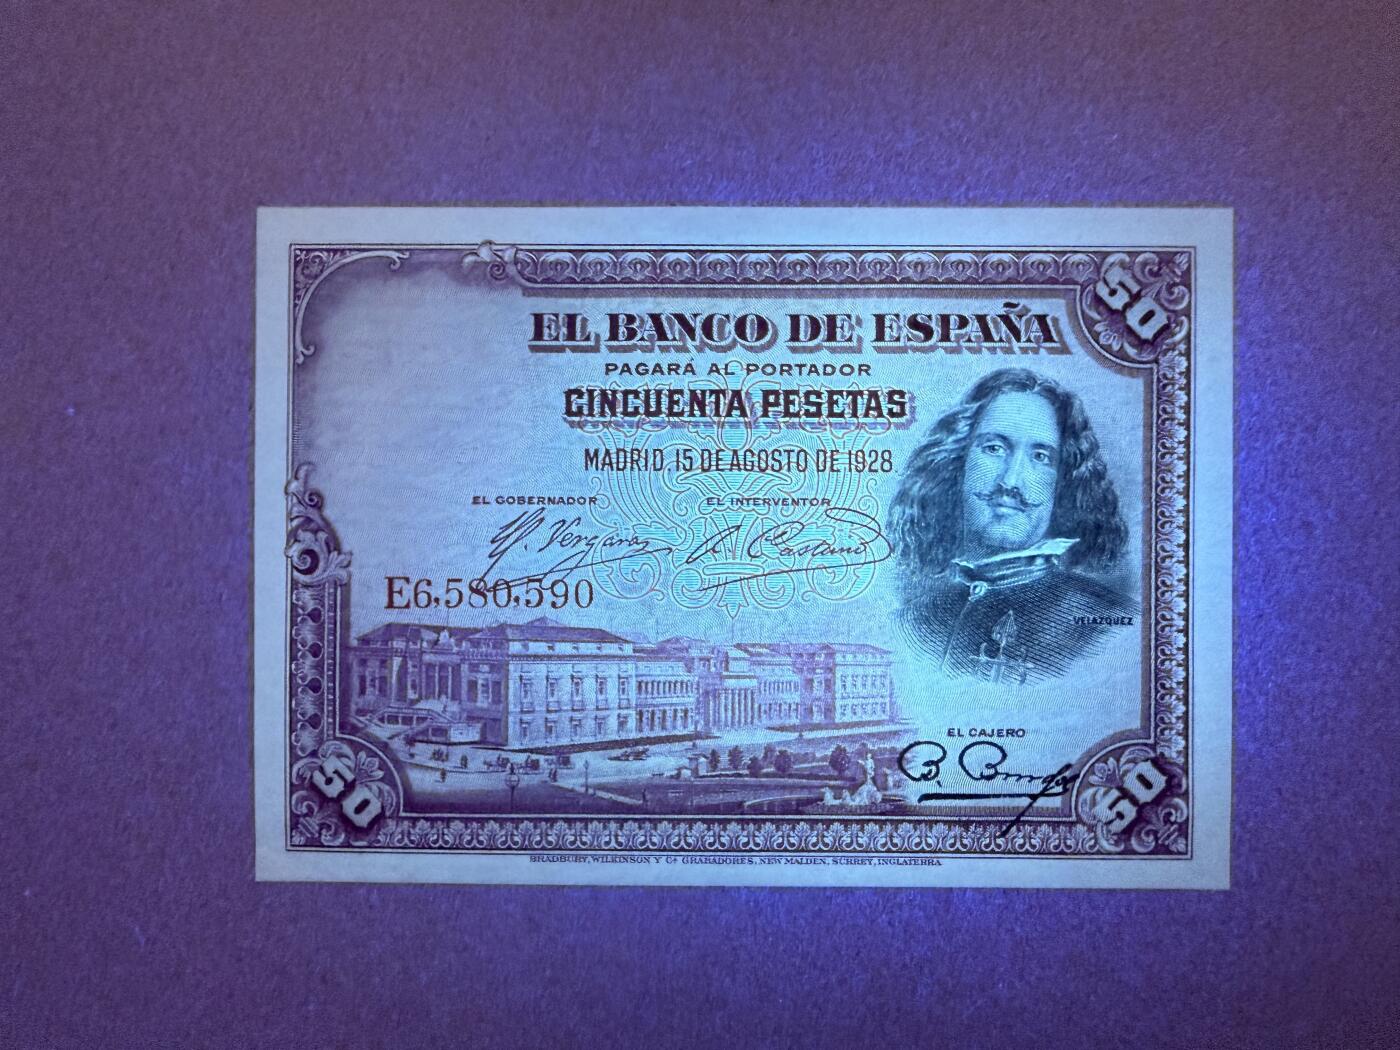 50
EL BANCO DE ESPAÑA
PAGARÁ AL PORTADOR
CINCUENTA PESETAS
MADRID 15 DE AGOSTO DE 1928
EL GOBERNADOR EL INTERVENTOR
E6,580,590
VELAZQUEZ
EL CAJERO
50 50
BRADBURY, WILKINSON Y Cª GRABADORES, NEW MALDEN, SURREY, INGLATERRA